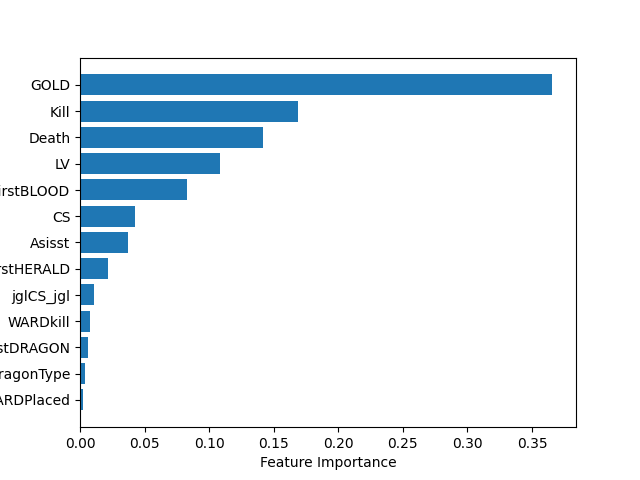 GOLD
Kill
Death
LV
irstBLOOD
CS
Asisst
rstHERALD
jglCS_jgl
WARDkill
stDRAGON
ragonType
ARDPlaced
0.00 0.05 0.10 0.15 0.20 0.25 0.30 0.35
Feature Importance